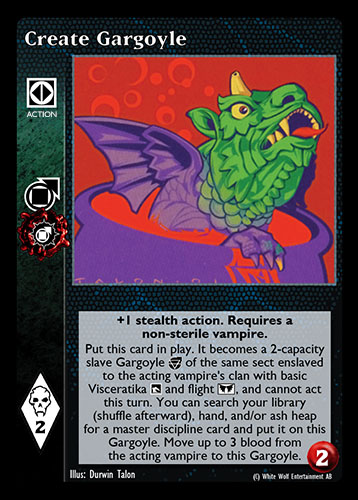 Create Gargoyle
ACTION
+1 stealth action. Requires a
non-sterile vampire.
Put this card in play. It becomes a 2-capacity
slave Gargoyle of the same sect enslaved
to the acting vampire's clan with basic
Visceratika and flight , and cannot act
this turn. You can search your library
(shuffle afterward), hand, and/or ash heap
for a master discipline card and put it on this
Gargoyle. Move up to 3 blood from
the acting vampire to this Gargoyle.
2
2
Illus: Durwin Talon
(C) White Wolf Entertainment AB